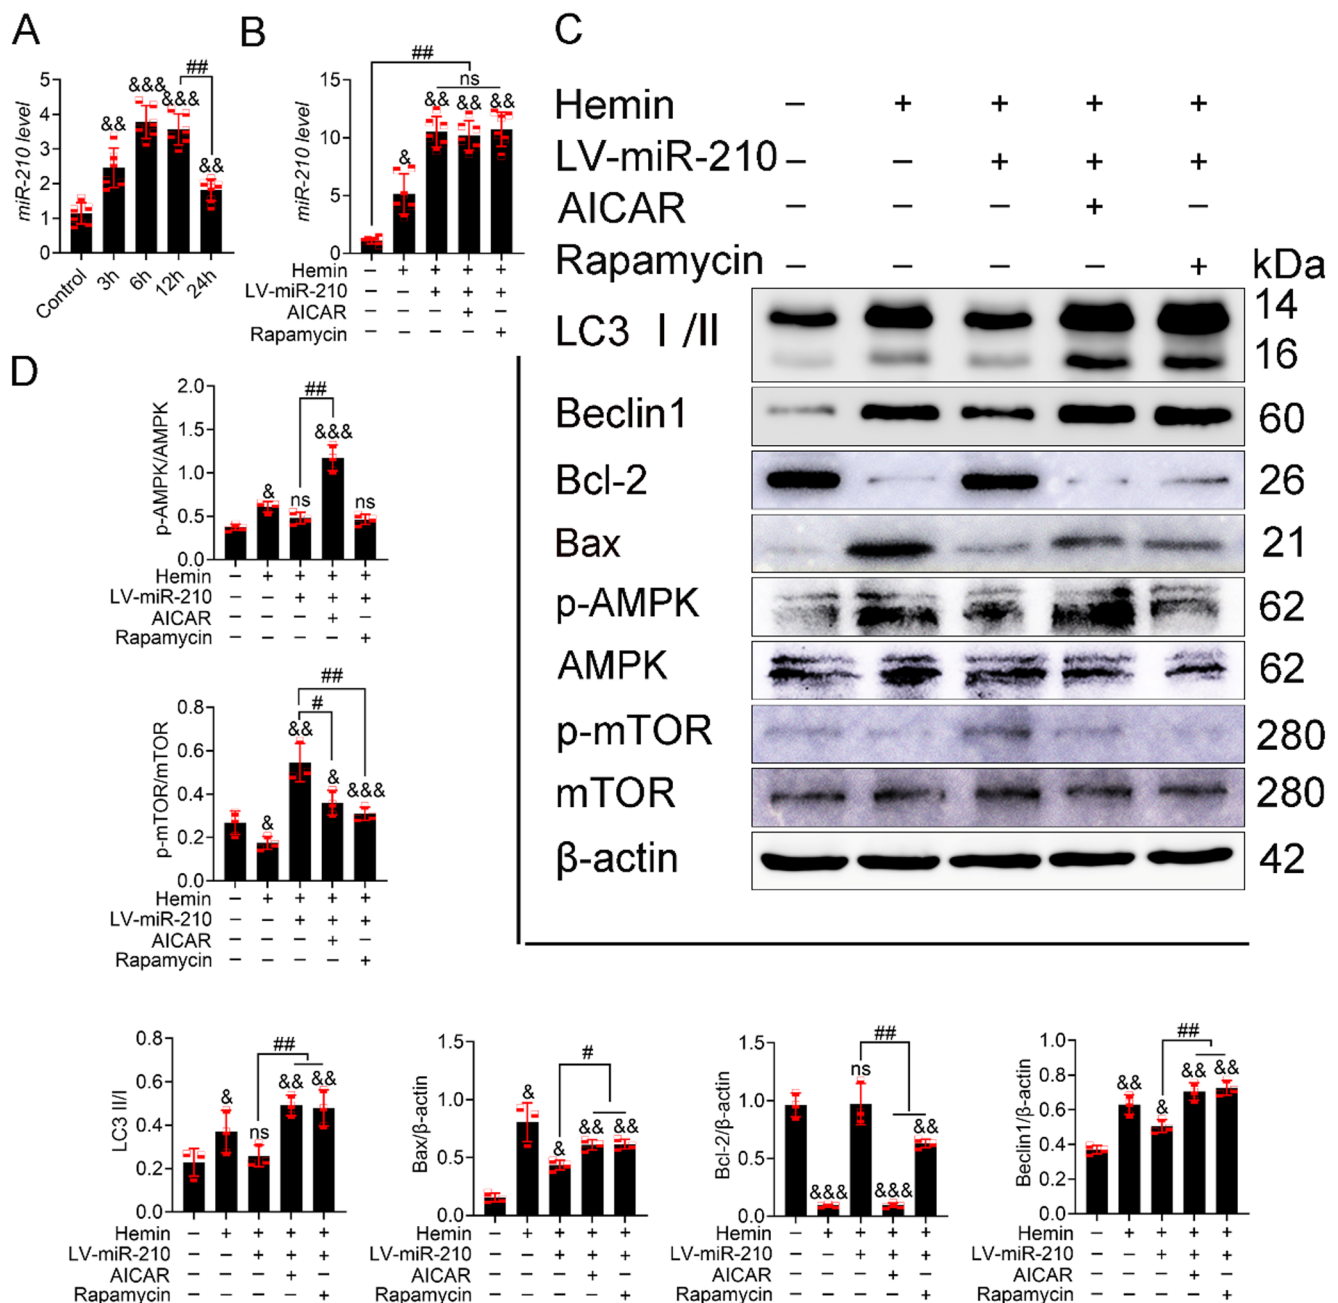 A
miR-210 level
5
4
3
2
1
0
&&
&&&
&&&
##
&&
Control
3h
6h
12h
24h
B
miR-210 level
15
10
5
0
##
ns
&
&&
&&
&&
Hemin – + + + +
LV-miR-210 – – + + +
AICAR – – – + –
Rapamycin – – – – +
C
Hemin – + + + +
LV-miR-210 – – + + +
AICAR – – – + –
Rapamycin – – – – +
kDa
LC3 Ⅰ/II 14
16
Beclin1 60
Bcl-2 26
Bax 21
p-AMPK 62
AMPK 62
p-mTOR 280
mTOR 280
β-actin 42
D
p-AMPK/AMPK
2.0
1.5
1.0
0.5
0.0
##
& ns &&& ns
Hemin – + + + +
LV-miR-210 – – + + +
AICAR – – – + –
Rapamycin – – – – +
p-mTOR/mTOR
0.8
0.6
0.4
0.2
0.0
##
#
& && & &&&
Hemin – + + + +
LV-miR-210 – – + + +
AICAR – – – + –
Rapamycin – – – – +
LC3 II/I
0.8
0.6
0.4
0.2
0.0
##
& ns && &&
Hemin – + + + +
LV-miR-210 – – + + +
AICAR – – – + –
Rapamycin – – – – +
Bax/β-actin
1.5
1.0
0.5
0.0
#
& & && &&
Hemin – + + + +
LV-miR-210 – – + + +
AICAR – – – + –
Rapamycin – – – – +
Bcl-2/β-actin
1.5
1.0
0.5
0.0
##
&&& ns &&& &&
Hemin – + + + +
LV-miR-210 – – + + +
AICAR – – – + –
Rapamycin – – – – +
Beclin1/β-actin
1.0
0.8
0.6
0.4
0.2
0.0
##
&& & && &&
Hemin – + + + +
LV-miR-210 – – + + +
AICAR – – – + –
Rapamycin – – – – +